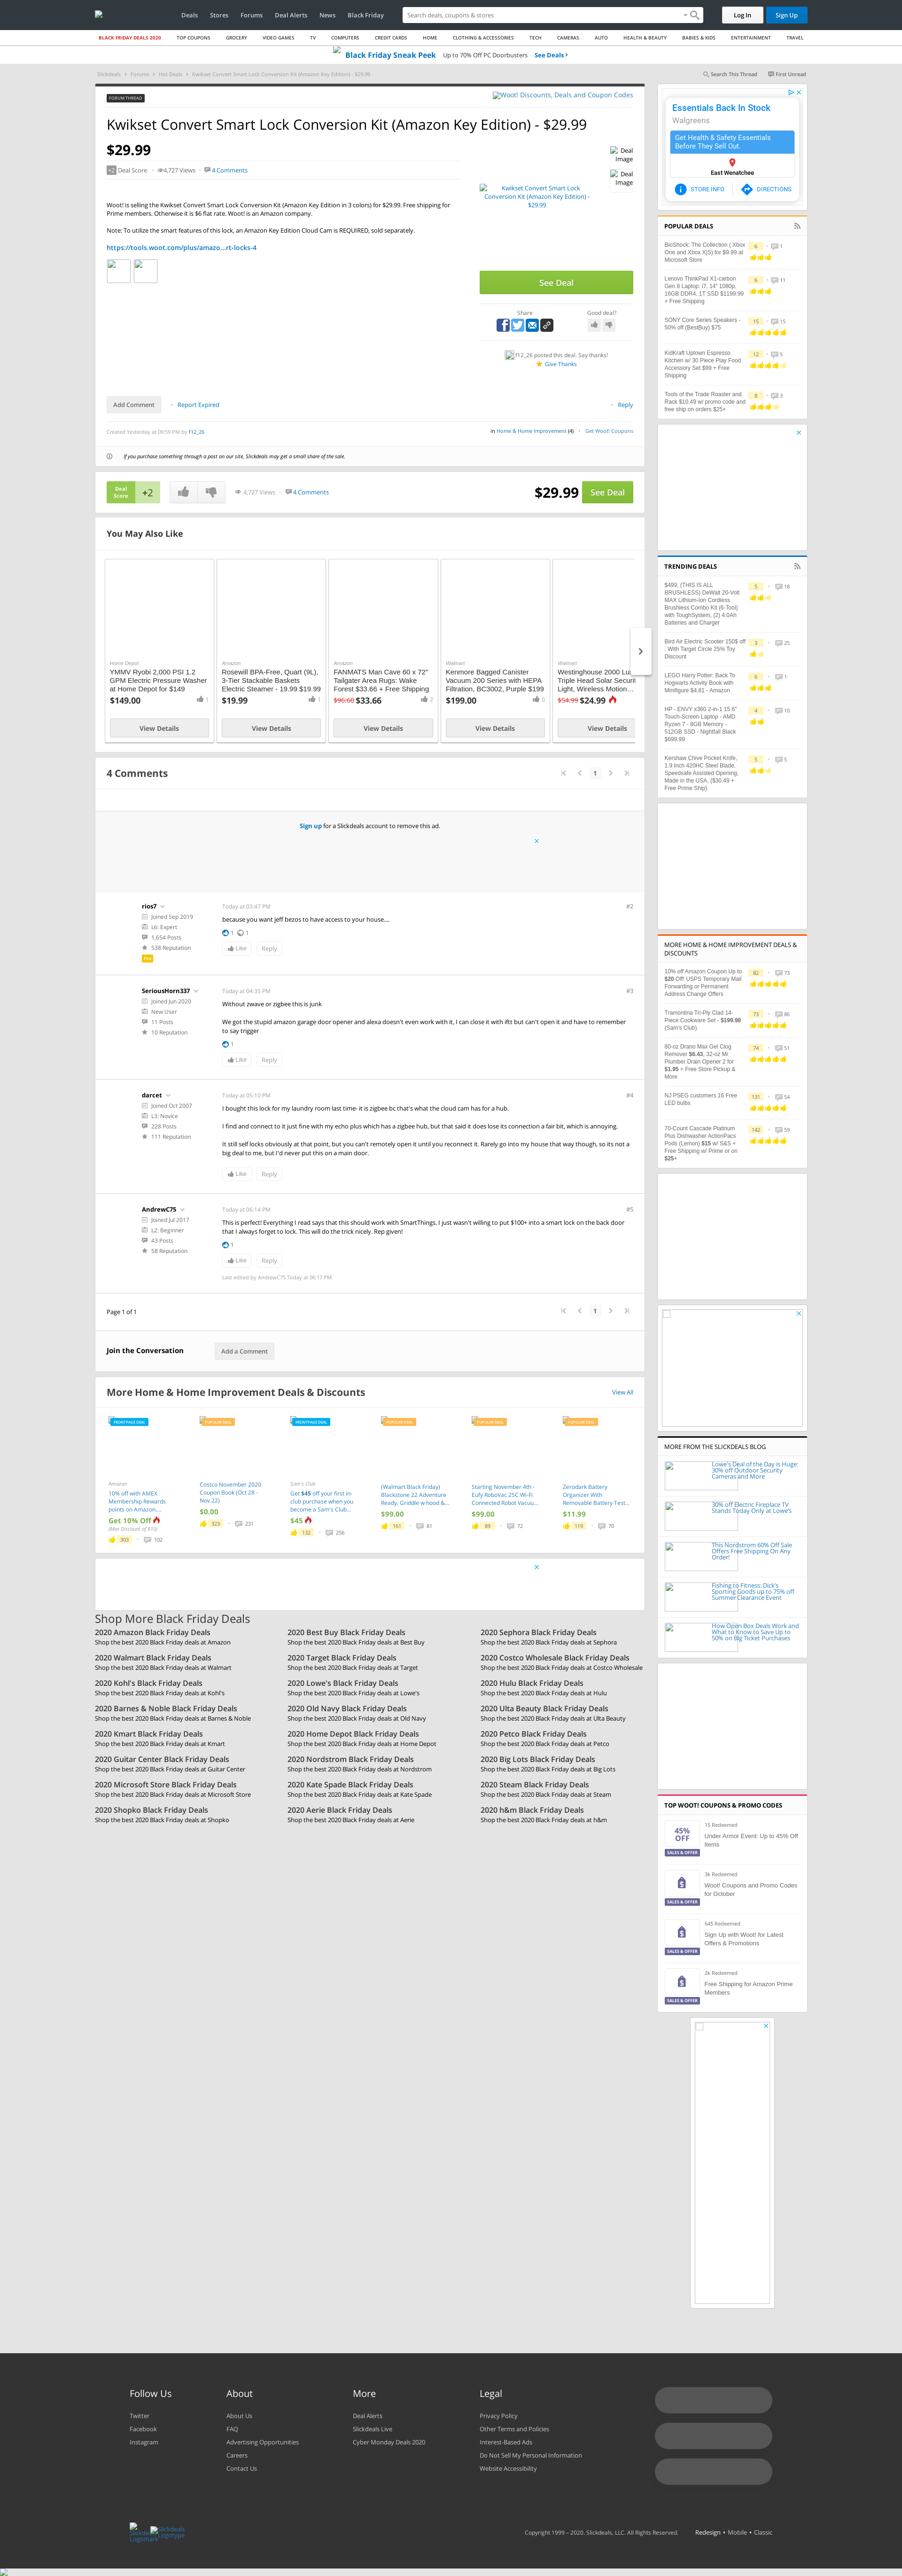 Deals Stores Forums Deal Alerts News Black Friday
Search deals, coupons & stores
Log In Sign Up
BLACK FRIDAY DEALS 2020 TOP COUPONS GROCERY VIDEO GAMES TV COMPUTERS CREDIT CARDS HOME CLOTHING & ACCESSORIES TECH CAMERAS AUTO HEALTH & BEAUTY BABIES & KIDS ENTERTAINMENT TRAVEL
Black Friday Sneak Peek Up to 70% Off PC Doorbusters See Deals
Slickdeals Forums Hot Deals Kwikset Convert Smart Lock Conversion Kit (Amazon Key Edition) - $29.99
Search This Thread First Unread
FORUM THREAD
Woot! Discounts, Deals and Coupon Codes
Kwikset Convert Smart Lock Conversion Kit (Amazon Key Edition) - $29.99
$29.99
+2 Deal Score 4,727 Views 4 Comments
Woot! is selling the Kwikset Convert Smart Lock Conversion Kit (Amazon Key Edition in 3 colors) for $29.99. Free shipping for
Prime members. Otherwise it is $6 flat rate. Woot! is an Amazon company.
Note: To utilize the smart features of this lock, an Amazon Key Edition Cloud Cam is REQUIRED, sold separately.
https://tools.woot.com/plus/amazo...rt-locks-4
Kwikset Convert Smart Lock
Conversion Kit (Amazon Key Edition) -
$29.99
Deal
Image
Deal
Image
See Deal
Share
Good deal?
f12_26 posted this deal. Say thanks!
Give Thanks
Add Comment Report Expired Reply
Created Yesterday at 09:59 PM by f12_26
in Home & Home Improvement (4) Get Woot! Coupons
If you purchase something through a post on our site, Slickdeals may get a small share of the sale.
Deal
Score
+2
4,727 Views 4 Comments
$29.99 See Deal
You May Also Like
Home Depot
YMMV Ryobi 2,000 PSI 1.2
GPM Electric Pressure Washer
at Home Depot for $149
$149.00 1
View Details
Amazon
Rosewill BPA-Free, Quart (9L),
3-Tier Stackable Baskets
Electric Steamer - 19.99 $19.99
$19.99 1
View Details
Amazon
FANMATS Man Cave 60 x 72"
Tailgater Area Rugs: Wake
Forest $33.66 + Free Shipping
$96.60 $33.66 2
View Details
Walmart
Kenmore Bagged Canister
Vacuum 200 Series with HEPA
Filtration, BC3002, Purple $199
$199.00 0
View Details
Walmart
Westinghouse 2000 Lu
Triple Head Solar Securi
Light, Wireless Motion...
$54.99 $24.99
View Details
4 Comments
1
Sign up for a Slickdeals account to remove this ad.
rios7
Joined Sep 2019
L6: Expert
1,654 Posts
538 Reputation
Pro
Today at 03:47 PM #2
because you want jeff bezos to have access to your house....
1 1
Like Reply
SeriousHorn337
Joined Jun 2020
New User
11 Posts
10 Reputation
Today at 04:35 PM #3
Without zwave or zigbee this is junk
We got the stupid amazon garage door opener and alexa doesn't even work with it, I can close it with iftt but can't open it and have to remember
to say trigger
1
Like Reply
darcet
Joined Oct 2007
L3: Novice
228 Posts
111 Reputation
Today at 05:10 PM #4
I bought this lock for my laundry room last time- it is zigbee bc that's what the cloud cam has for a hub.
I find and connection to it just fine with my echo plus which has a zigbee hub, but that said it does lose its connection a fair bit, which is annoying.
It still self locks obviously at that point, but you can't remotely open it until you reconnect it. Rarely go into my house that way though, so its not a
big deal to me, but I'd never put this on a main door.
Like Reply
AndrewC75
Joined Jul 2017
L2: Beginner
43 Posts
58 Reputation
Today at 06:14 PM #5
This is perfect! Everything I read says that this should work with SmartThings. I just wasn't willing to put $100+ into a smart lock on the back door
that I always forget to lock. This will do the trick nicely. Rep given!
1
Like Reply
Last edited by AndrewC75 Today at 06:17 PM.
Page 1 of 1
1
Join the Conversation Add a Comment
More Home & Home Improvement Deals & Discounts View All
FRONTPAGE DEAL
Amazon
10% off with AMEX
Membership Rewards
points on Amazon,...
Get 10% Off
(Max Discount of $10)
303 102
POPULAR DEAL
Costco November 2020
Coupon Book (Oct 28 -
Nov 22)
$0.00
323 231
FRONTPAGE DEAL
Sam's Club
Get $45 off your first in-
club purchase when you
become a Sam's Club...
$45
132 256
POPULAR DEAL
(Walmart Black Friday)
Blackstone 22 Adventure
Ready, Griddle w hood &...
$99.00
161 81
POPULAR DEAL
Starting November 4th -
Eufy RoboVac 25C Wi-Fi
Connected Robot Vacuu...
$99.00
89 72
POPULAR DEAL
Zerodark Battery
Organizer With
Removable Battery Test...
$11.99
119 70
Shop More Black Friday Deals
2020 Amazon Black Friday Deals
Shop the best 2020 Black Friday deals at Amazon
2020 Best Buy Black Friday Deals
Shop the best 2020 Black Friday deals at Best Buy
2020 Sephora Black Friday Deals
Shop the best 2020 Black Friday deals at Sephora
2020 Walmart Black Friday Deals
Shop the best 2020 Black Friday deals at Walmart
2020 Target Black Friday Deals
Shop the best 2020 Black Friday deals at Target
2020 Costco Wholesale Black Friday Deals
Shop the best 2020 Black Friday deals at Costco Wholesale
2020 Kohl's Black Friday Deals
Shop the best 2020 Black Friday deals at Kohl's
2020 Lowe's Black Friday Deals
Shop the best 2020 Black Friday deals at Lowe's
2020 Hulu Black Friday Deals
Shop the best 2020 Black Friday deals at Hulu
2020 Barnes & Noble Black Friday Deals
Shop the best 2020 Black Friday deals at Barnes & Noble
2020 Old Navy Black Friday Deals
Shop the best 2020 Black Friday deals at Old Navy
2020 Ulta Beauty Black Friday Deals
Shop the best 2020 Black Friday deals at Ulta Beauty
2020 Kmart Black Friday Deals
Shop the best 2020 Black Friday deals at Kmart
2020 Home Depot Black Friday Deals
Shop the best 2020 Black Friday deals at Home Depot
2020 Petco Black Friday Deals
Shop the best 2020 Black Friday deals at Petco
2020 Guitar Center Black Friday Deals
Shop the best 2020 Black Friday deals at Guitar Center
2020 Nordstrom Black Friday Deals
Shop the best 2020 Black Friday deals at Nordstrom
2020 Big Lots Black Friday Deals
Shop the best 2020 Black Friday deals at Big Lots
2020 Microsoft Store Black Friday Deals
Shop the best 2020 Black Friday deals at Microsoft Store
2020 Kate Spade Black Friday Deals
Shop the best 2020 Black Friday deals at Kate Spade
2020 Steam Black Friday Deals
Shop the best 2020 Black Friday deals at Steam
2020 Shopko Black Friday Deals
Shop the best 2020 Black Friday deals at Shopko
2020 Aerie Black Friday Deals
Shop the best 2020 Black Friday deals at Aerie
2020 h&m Black Friday Deals
Shop the best 2020 Black Friday deals at h&m
Essentials Back In Stock
Walgreens
Get Health & Safety Essentials
Before They Sell Out.
East Wenatchee
STORE INFO DIRECTIONS
POPULAR DEALS
BioShock: The Collection ( Xbox
One and Xbox X|S) for $9.99 at
Microsoft Store
6 1
Lenovo ThinkPad X1-carbon
Gen 8 Laptop: i7, 14" 1080p,
16GB DDR4, 1T SSD $1199.99
+ Free Shipping
6 11
SONY Core Series Speakers -
50% off (BestBuy) $75
15 15
KidKraft Uptown Espresso
Kitchen w/ 30 Piece Play Food
Accessory Set $99 + Free
Shipping
12 5
Tools of the Trade Roaster and
Rack $10.49 w/ promo code and
free ship on orders $25+
8 3
TRENDING DEALS
$499, (THIS IS ALL
BRUSHLESS) DeWalt 20-Volt
MAX Lithium-Ion Cordless
Brushless Combo Kit (6-Tool)
with ToughSystem, (2) 4.0Ah
Batteries and Charger
5 16
Bird Air Electric Scooter 150$ off
: With Target Circle 25% Toy
Discount
3 25
LEGO Harry Potter: Back To
Hogwarts Activity Book with
Minifigure $4.81 - Amazon
6 1
HP - ENVY x360 2-in-1 15.6"
Touch-Screen Laptop - AMD
Ryzen 7 - 8GB Memory -
512GB SSD - Nightfall Black
$699.99
4 10
Kershaw Chive Pocket Knife,
1.9 Inch 420HC Steel Blade,
Speedsafe Assisted Opening,
Made in the USA, ($30.49 +
Free Prime Ship)
5 5
MORE HOME & HOME IMPROVEMENT DEALS &
DISCOUNTS
10% off Amazon Coupon Up to
$20 Off! USPS Temporary Mail
Forwarding or Permanent
Address Change Offers
82 73
Tramontina Tri-Ply Clad 14-
Piece Cookware Set - $199.98
(Sam's Club)
73 86
80-oz Drano Max Gel Clog
Remover $6.43, 32-oz Mr
Plumber Drain Opener 2 for
$1.95 + Free Store Pickup &
More
74 51
NJ PSEG customers 16 Free
LED bulbs
131 54
70-Count Cascade Platinum
Plus Dishwasher ActionPacs
Pods (Lemon) $15 w/ S&S +
Free Shipping w/ Prime or on
$25+
142 59
MORE FROM THE SLICKDEALS BLOG
Lowe's Deal of the Day is Huge:
30% off Outdoor Security
Cameras and More
30% off Electric Fireplace TV
Stands Today Only at Lowe's
This Nordstrom 60% Off Sale
Offers Free Shipping On Any
Order!
Fishing to Fitness: Dick's
Sporting Goods up to 75% off
Summer Clearance Event
How Open Box Deals Work and
What to Know to Save Up to
50% on Big Ticket Purchases
TOP WOOT! COUPONS & PROMO CODES
45%
OFF
SALES & OFFER
15 Redeemed
Under Armor Event: Up to 45% Off
Items
SALES & OFFER
3k Redeemed
Woot! Coupons and Promo Codes
for October
SALES & OFFER
645 Redeemed
Sign Up with Woot! for Latest
Offers & Promotions
SALES & OFFER
2k Redeemed
Free Shipping for Amazon Prime
Members
Follow Us
Twitter
Facebook
Instagram
About
About Us
FAQ
Advertising Opportunities
Careers
Contact Us
More
Deal Alerts
Slickdeals Live
Cyber Monday Deals 2020
Legal
Privacy Policy
Other Terms and Policies
Interest-Based Ads
Do Not Sell My Personal Information
Website Accessibility
Slickdeals
Logotype
Copyright 1999 – 2020. Slickdeals, LLC. All Rights Reserved. Redesign • Mobile • Classic